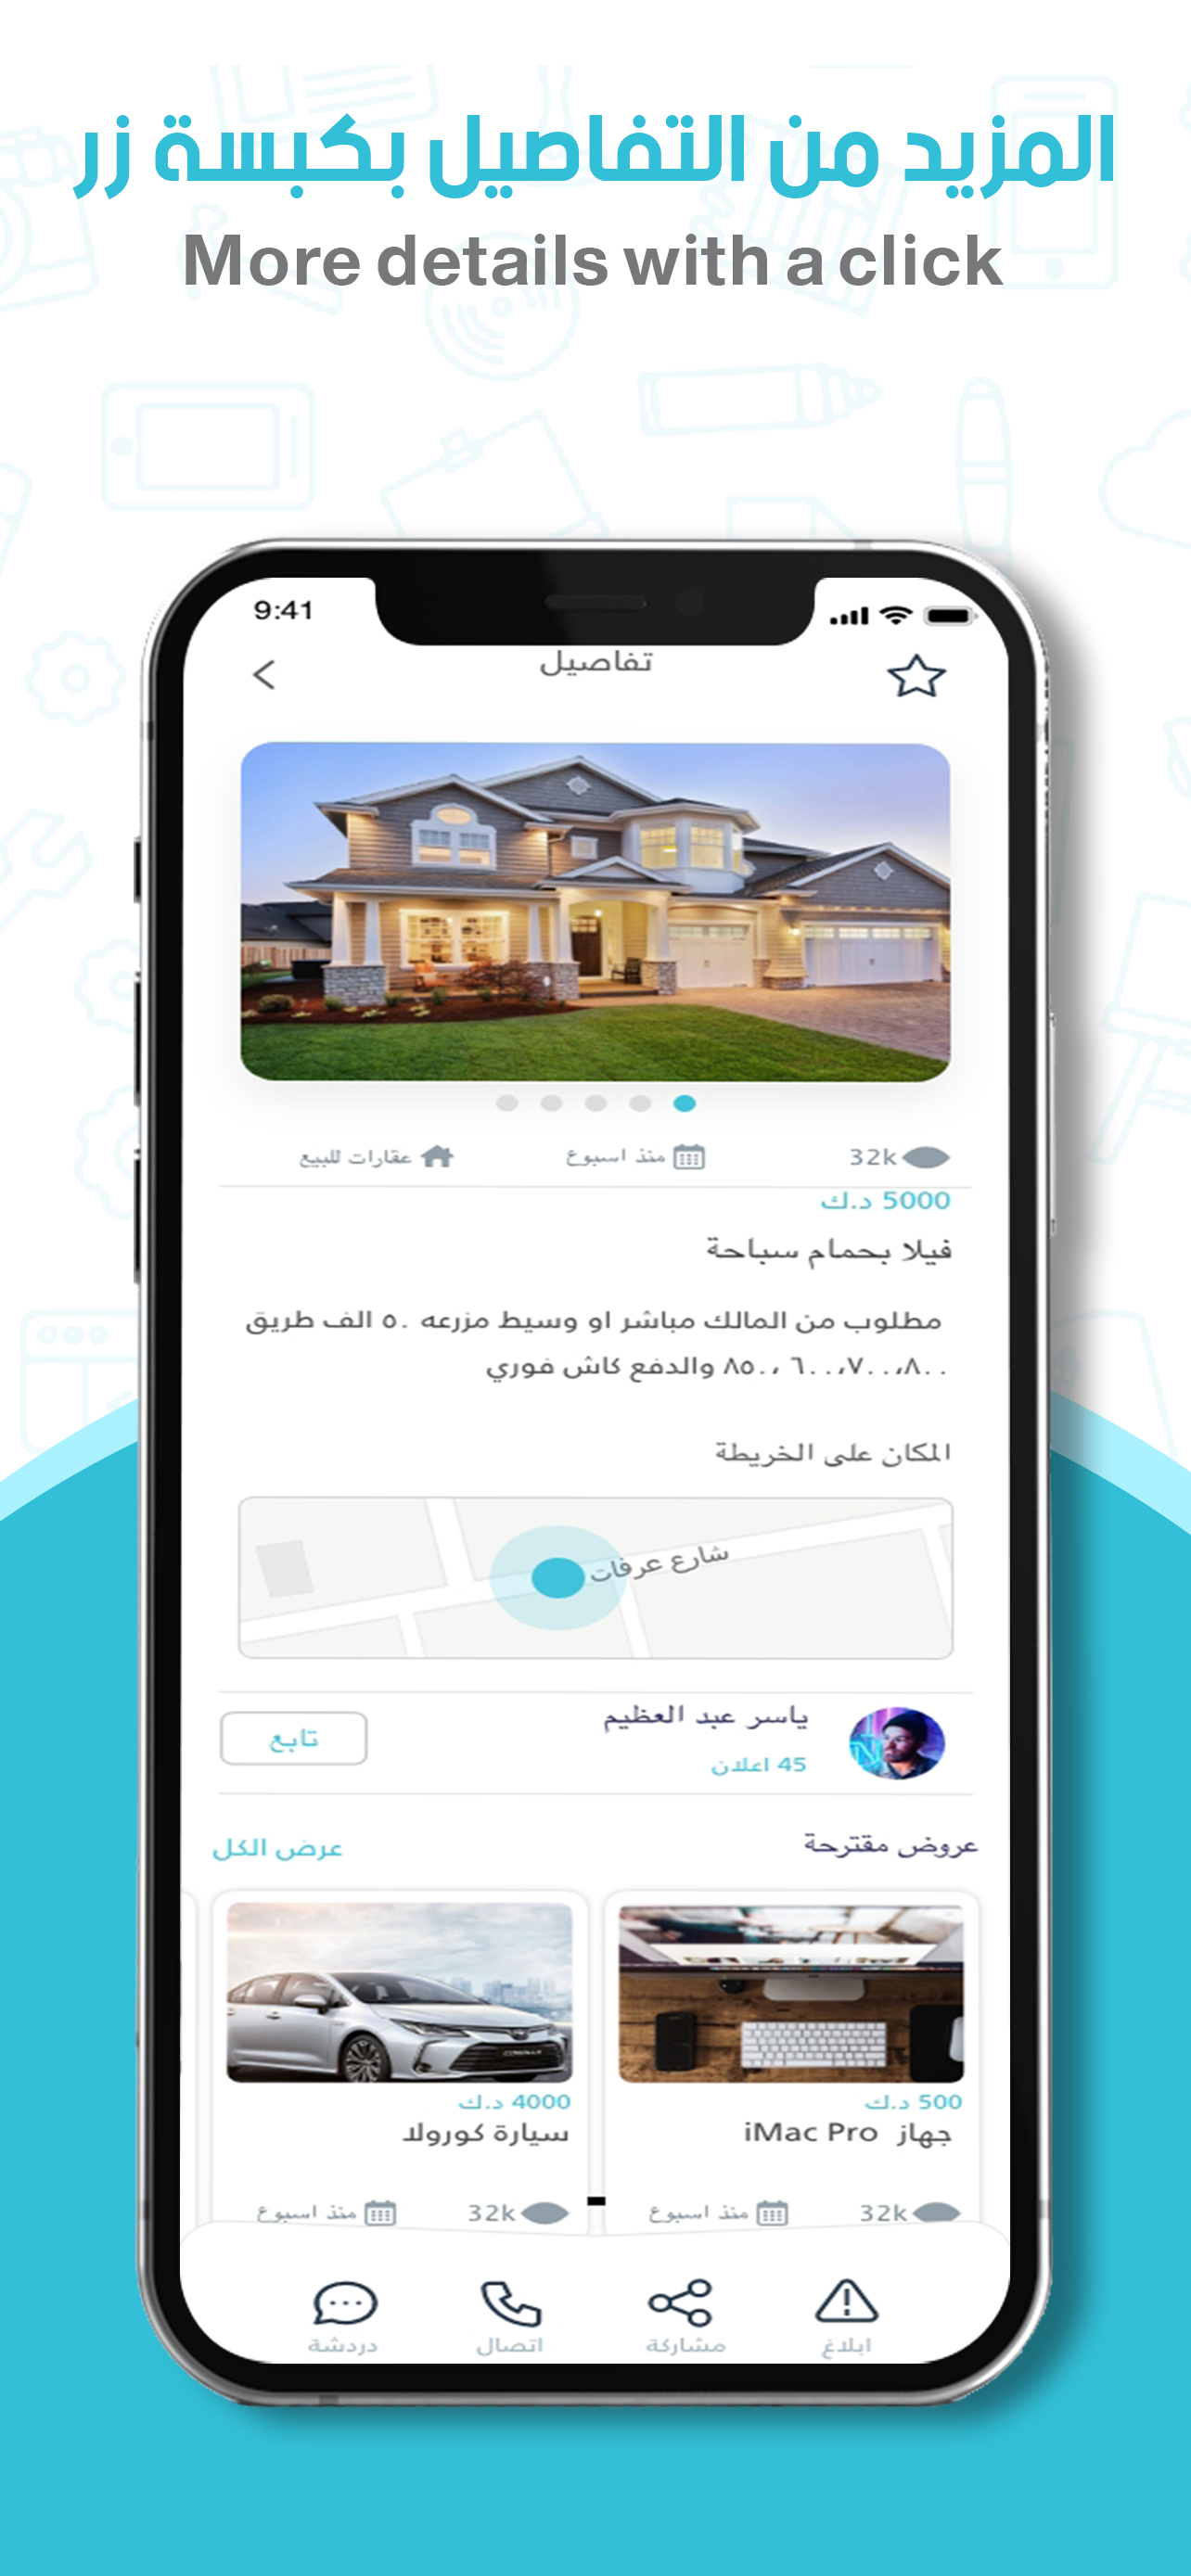 المزيد من التفاصيل بكبسة زر
More details with a click
9:41
تفاصيل
32k
منذ اسبوع
عقارات للبيع
5000 د.ك
فيلا بحمام سباحة
مطلوب من المالك مباشر او وسيط مزرعه ٥٠ الف طريق
٨٠٠،٧٠٠،٦٠٠ ،٨٥٠ والدفع كاش فوري
المكان على الخريطة
شارع عرفات
ياسر عبد العظيم
45 اعلان
تابع
عروض مقترحة
عرض الكل
500 د.ك
جهاز iMac Pro
32k
منذ اسبوع
4000 د.ك
سيارة كورولا
32k
منذ اسبوع
ابلاغ
مشاركة
اتصال
دردشة